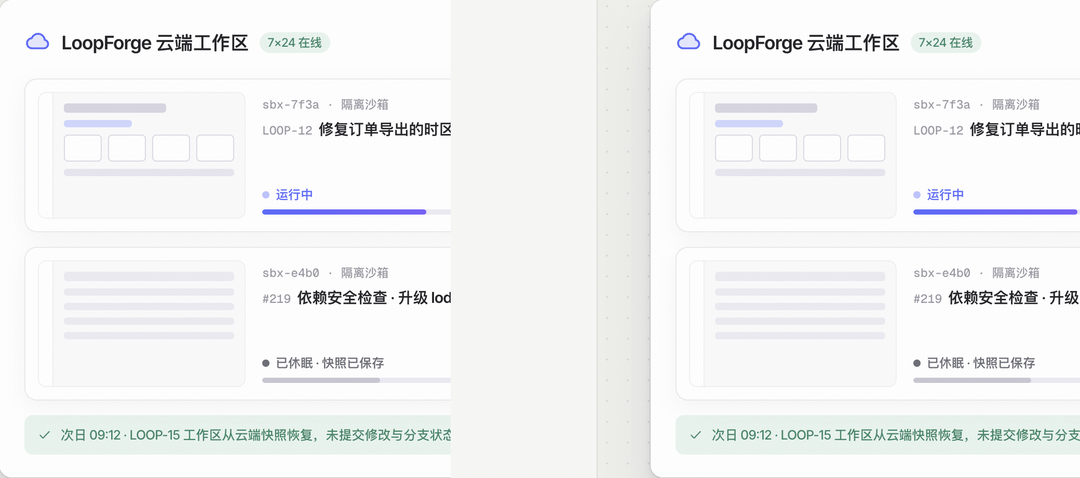 LoopForge 云端工作区 7×24 在线
sbx-7f3a · 隔离沙箱
LOOP-12 修复订单导出的时区
运行中
sbx-e4b0 · 隔离沙箱
#219 依赖安全检查 · 升级 lod
已休眠 · 快照已保存
次日 09:12 · LOOP-15 工作区从云端快照恢复，未提交修改与分支状态
LoopForge 云端工作区 7×24 在线
sbx-7f3a · 隔离沙箱
LOOP-12 修复订单导出的
运行中
sbx-e4b0 · 隔离沙箱
#219 依赖安全检查 · 升级
已休眠 · 快照已保存
次日 09:12 · LOOP-15 工作区从云端快照恢复，未提交修改与分支